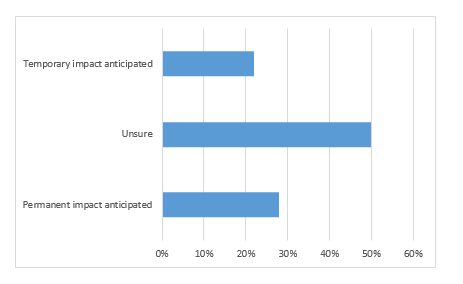 Temporary impact anticipated
Unsure
Permanent impact anticipated
0% 10% 20% 30% 40% 50% 60%